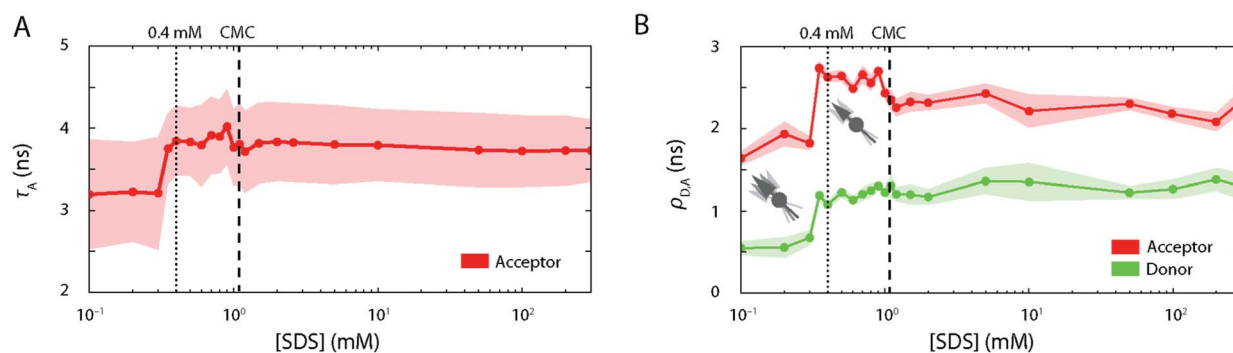 A
0.4 mM
CMC
5
4
3
2
τA (ns)
10⁻¹
10⁰
10¹
10²
[SDS] (mM)
Acceptor
B
0.4 mM
CMC
3
2
1
0
ρD,A (ns)
10⁻¹
10⁰
10¹
10²
[SDS] (mM)
Acceptor
Donor